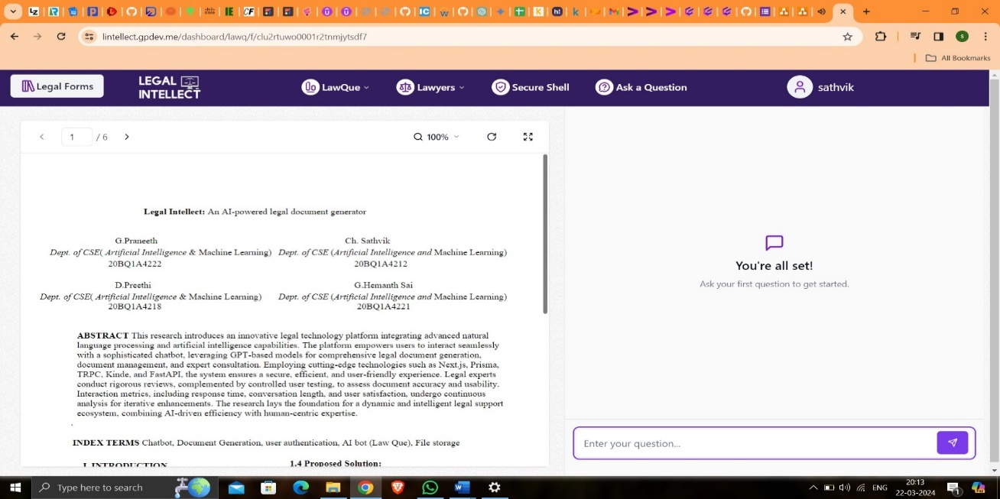 lintellect.gpdev.me/dashboard/lawq/f/clu2rtuwo0001r2tnmjytsdf7
All Bookmarks
Legal Forms
LEGAL
INTELLECT
LawQue
Lawyers
Secure Shell
Ask a Question
sathvik
1 / 6
100%
Legal Intellect: An AI-powered legal document generator
G.Praneeth Ch. Sathvik
Dept. of CSE( Artificial Intelligence & Machine Learning) Dept. of CSE (Artificial Intelligence and Machine Learning)
20BQ1A4222 20BQ1A4212
D.Preethi G.Hemanth Sai
Dept. of CSE( Artificial Intelligence & Machine Learning) Dept. of CSE (Artificial Intelligence and Machine Learning)
20BQ1A4218 20BQ1A4221
ABSTRACT This research introduces an innovative legal technology platform integrating advanced natural
language processing and artificial intelligence capabilities. The platform empowers users to interact seamlessly
with a sophisticated chatbot, leveraging GPT-based models for comprehensive legal document generation,
document management, and expert consultation. Employing cutting-edge technologies such as Next.js, Prisma,
TRPC, Kinde, and FastAPI, the system ensures a secure, efficient, and user-friendly experience. Legal experts
conduct rigorous reviews, complemented by controlled user testing, to assess document accuracy and usability.
Interaction metrics, including response time, conversation length, and user satisfaction, undergo continuous
analysis for iterative enhancements. The research lays the foundation for a dynamic and intelligent legal support
ecosystem, combining AI-driven efficiency with human-centric expertise.
.
INDEX TERMS Chatbot, Document Generation, user authentication, AI bot (Law Que), File storage
I. INTRODUCTION 1.4 Proposed Solution:
You're all set!
Ask your first question to get started.
Enter your question...
Type here to search
ENG
20:13
22-03-2024